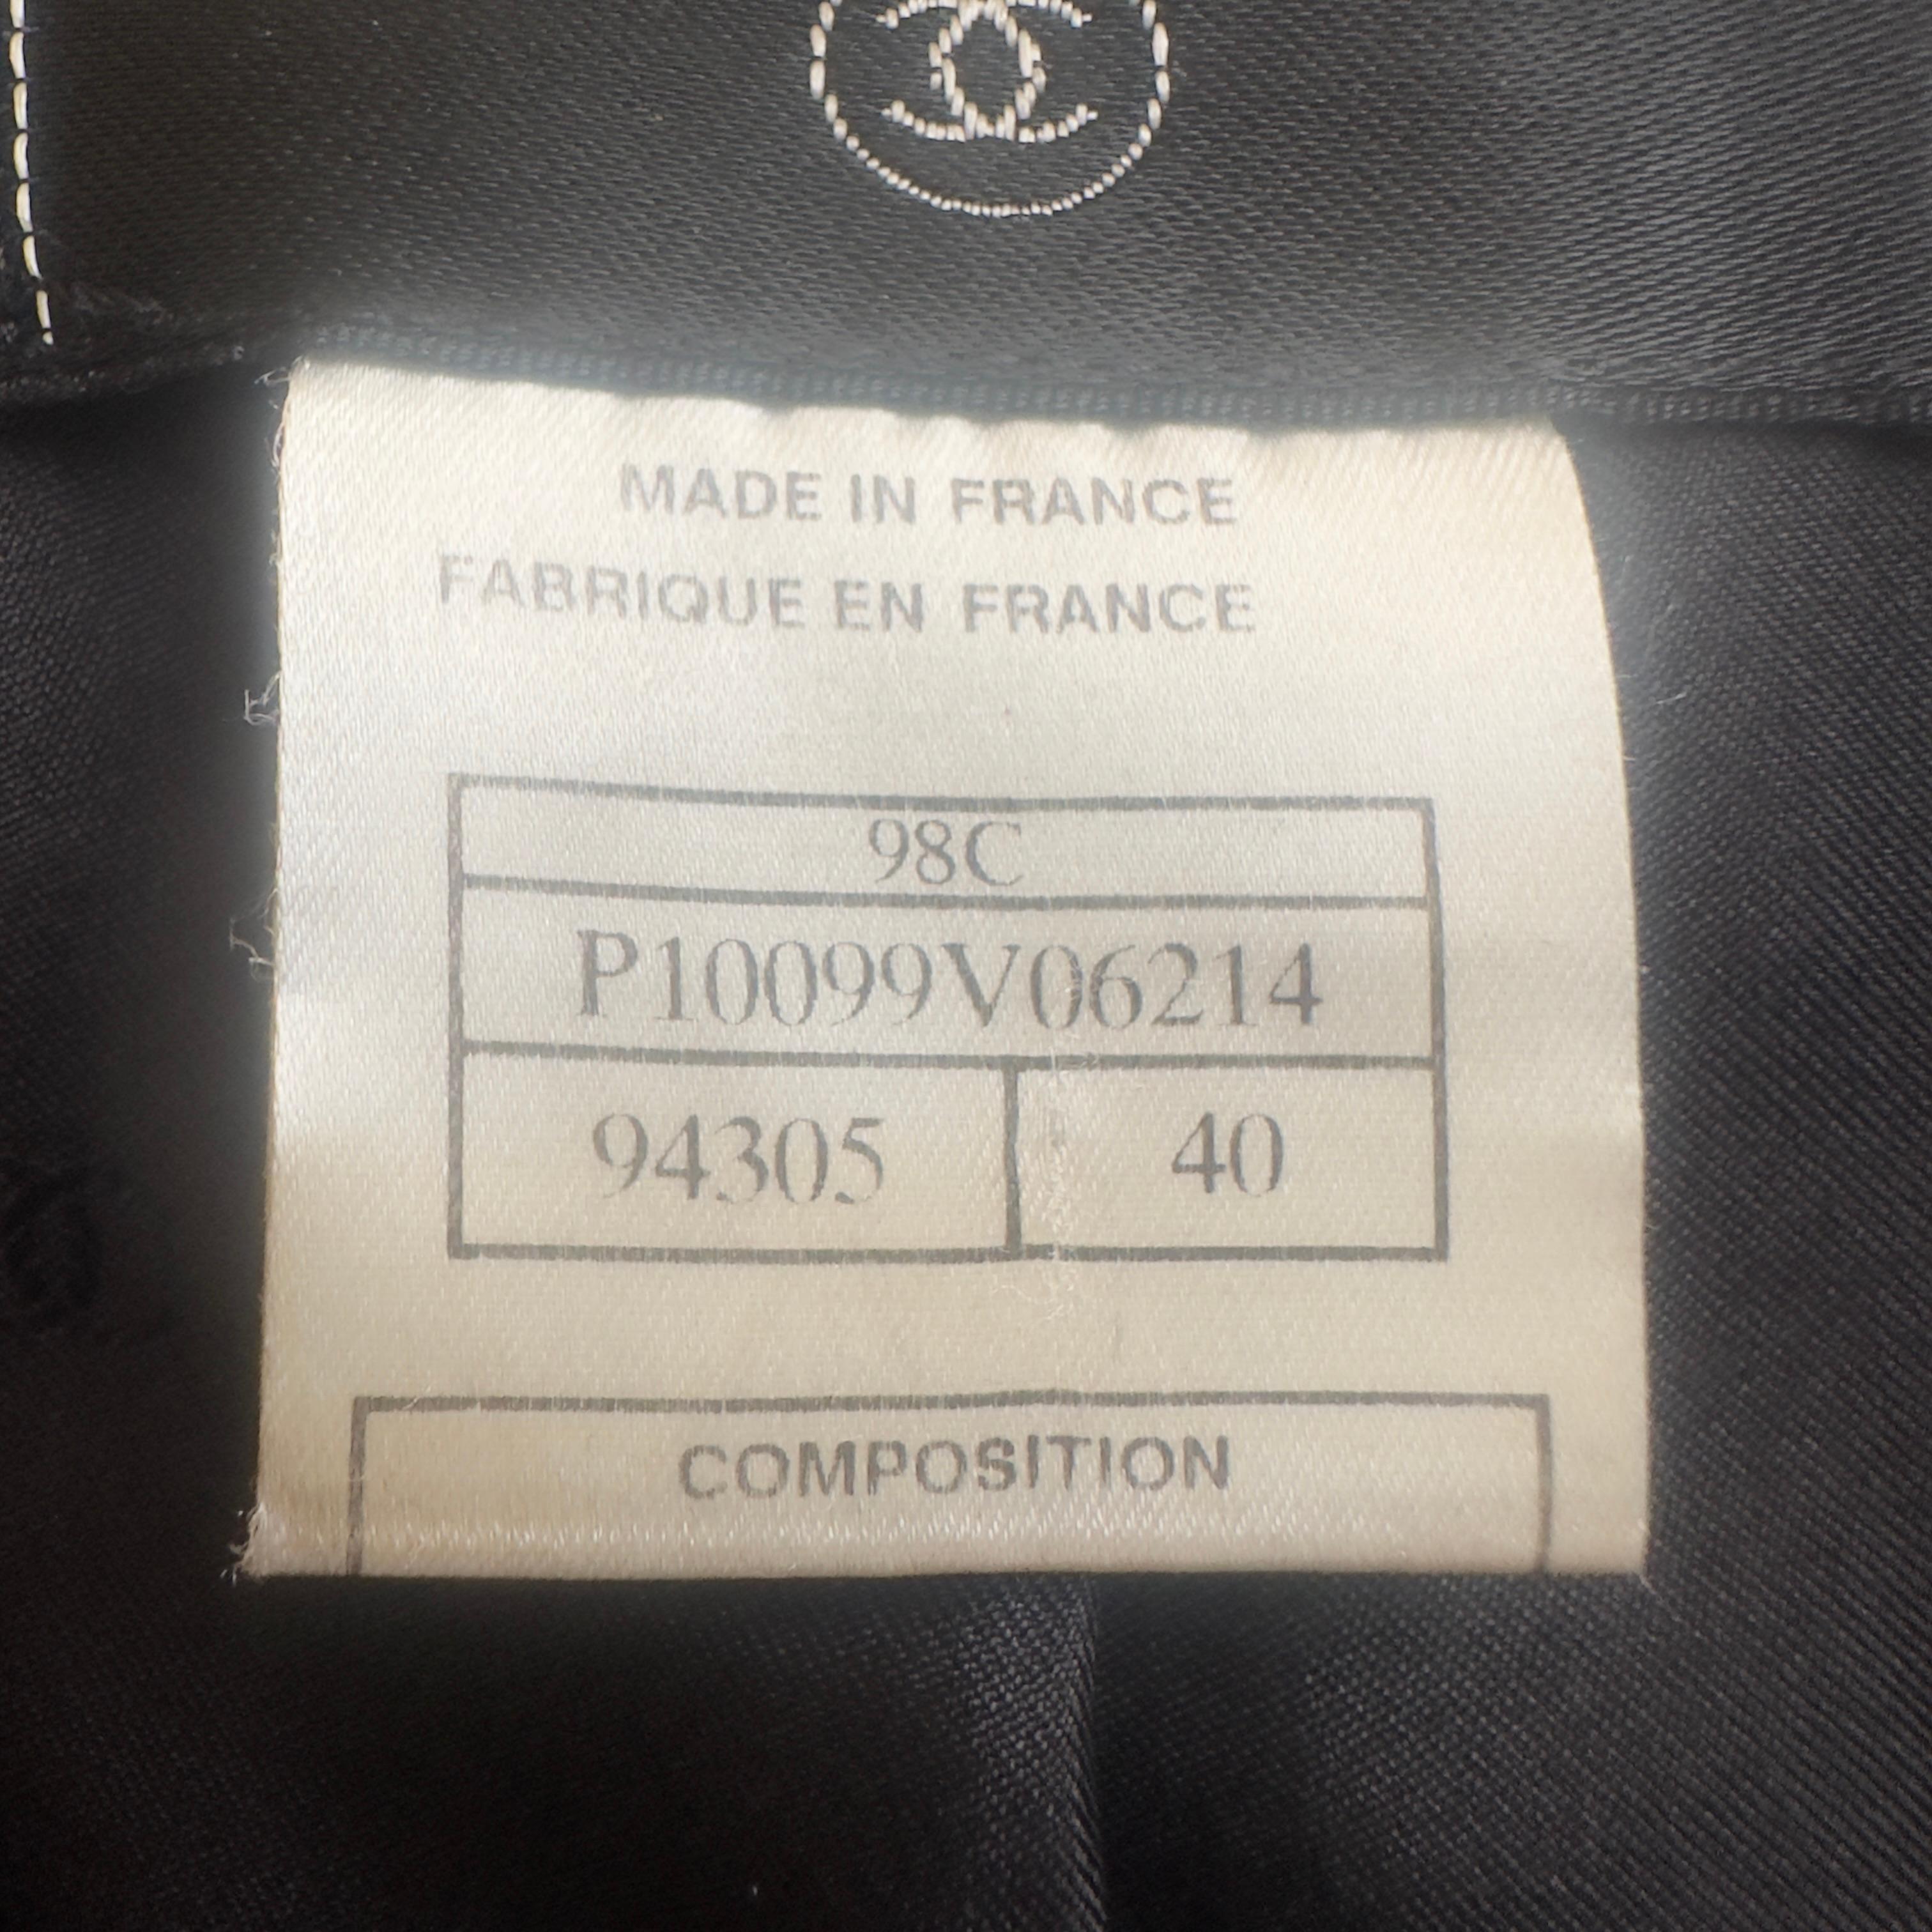 MADE IN FRANCE
FABRIQUE EN FRANCE
98C
P10099V06214
94305 40
COMPOSITION